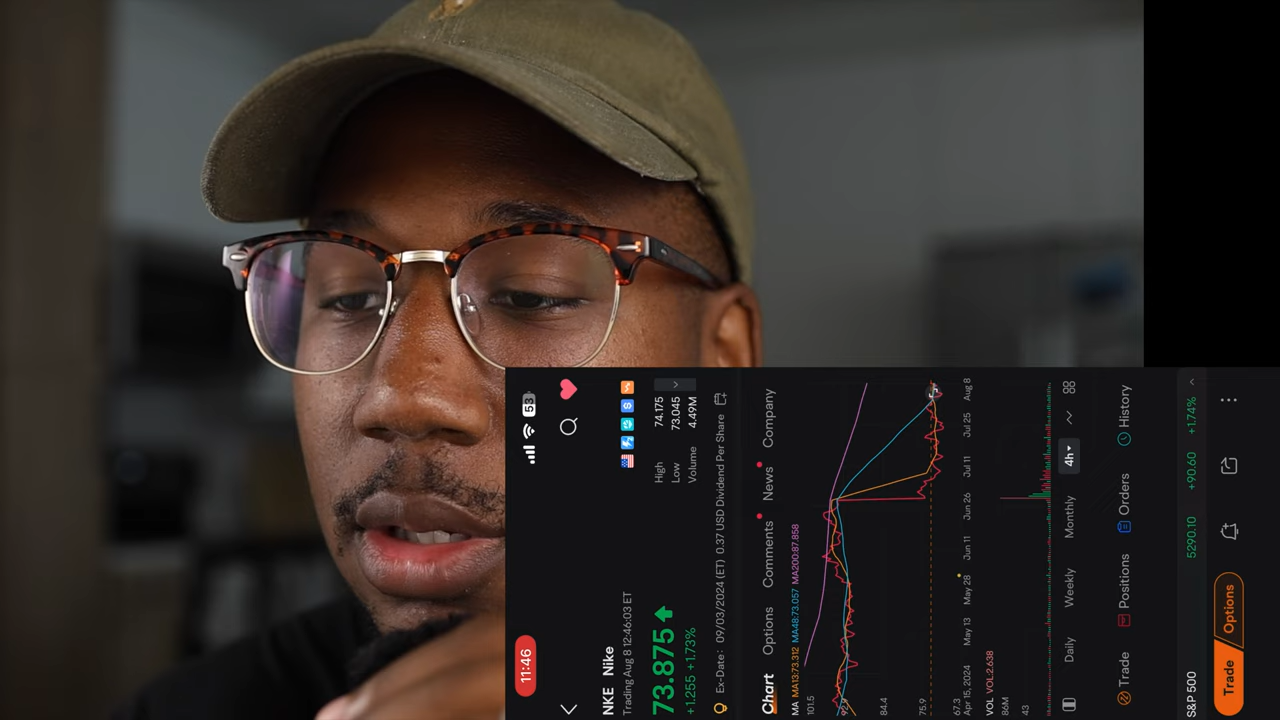 11:46
53
NKE Nike
Trading Aug 8 12:46:03 ET
73.875
+1.255 +1.73%
High 74.175
Low 73.045
Volume 4.49M
Ex-Date: 09/03/2024 (ET) 0.37 USD Dividend Per Share
Chart Options Comments News Company
MA MA13:73.312 MA48:73.057 MA200:87.858
101.5
84.4
75.9
67.3
Apr 15, 2024 May 13 May 28 Jun 11 Jun 26 Jul 11 Jul 25 Aug 8
VOL VOL:2.638
86M
43
Daily Weekly Monthly 4h
Trade Positions Orders History
S&P 500 5290.10 +90.60 +1.74%
Trade Options